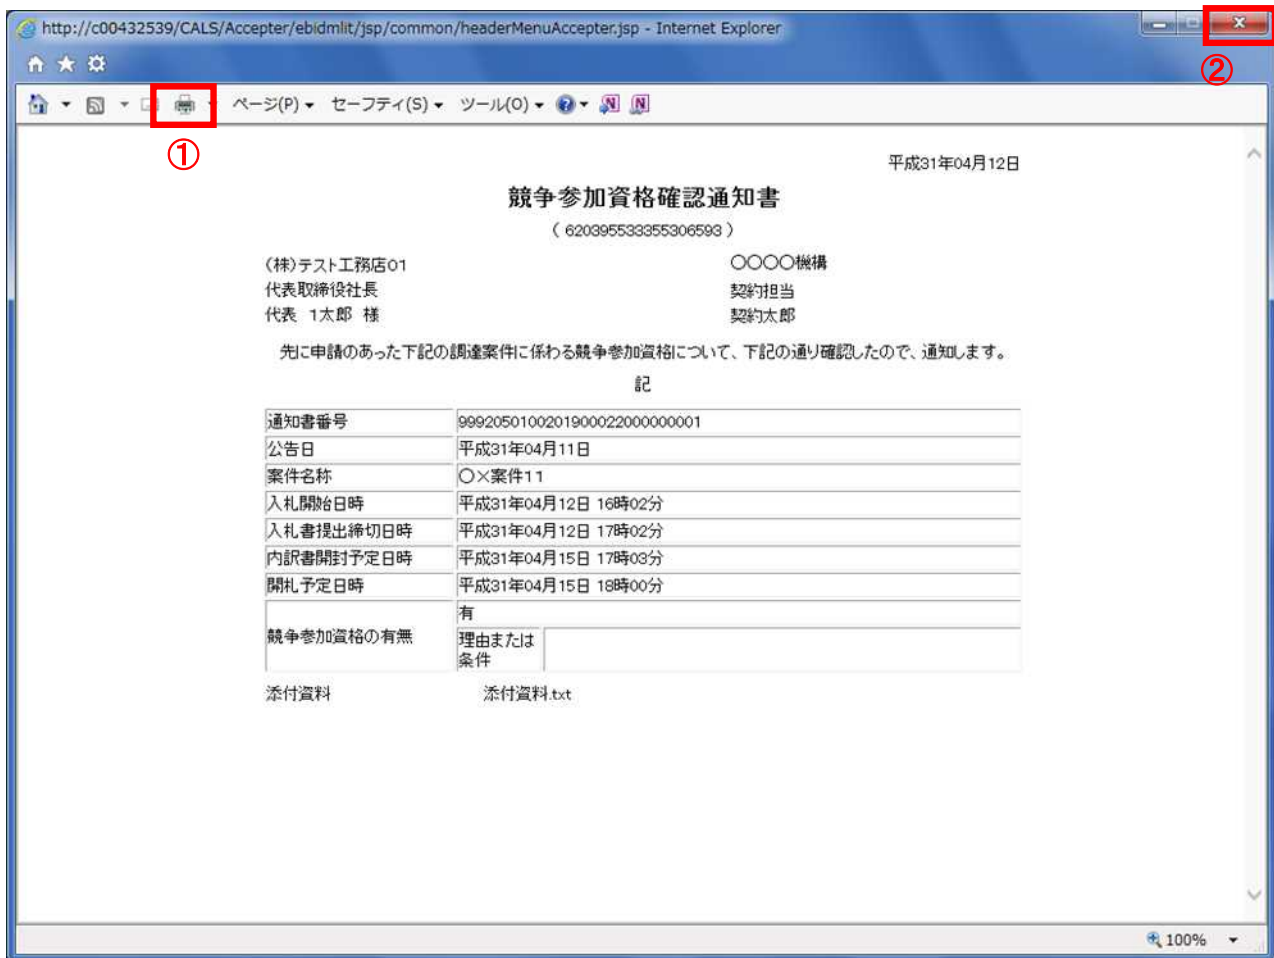 http://c00432539/CALS/Accepter/ebidmlit/jsp/common/headerMenuAccepter.jsp - Internet Explorer
②
ページ(P) セーフティ(S) ツール(O)
①
平成31年04月12日
競争参加資格確認通知書
( 620395533355306593 )
(株)テスト工務店01
〇〇〇〇機構
代表取締役社長
契約担当
代表 1太郎 様
契約太郎
先に申請のあった下記の調達案件に係わる競争参加資格について、下記の通り確認したので、通知します。
記
通知書番号 9992050100201900022000000001
公告日 平成31年04月11日
案件名称 〇×案件11
入札開始日時 平成31年04月12日 16時02分
入札書提出締切日時 平成31年04月12日 17時02分
内訳書開封予定日時 平成31年04月15日 17時03分
開札予定日時 平成31年04月15日 18時00分
競争参加資格の有無 有
理由または
条件
添付資料 添付資料.txt
100%